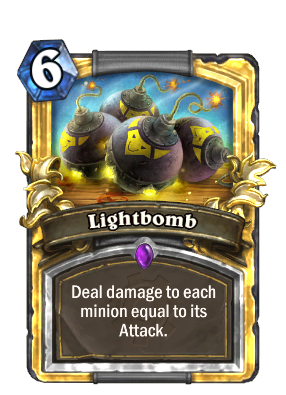 6
Lightbomb
Deal damage to each
minion equal to its
Attack.